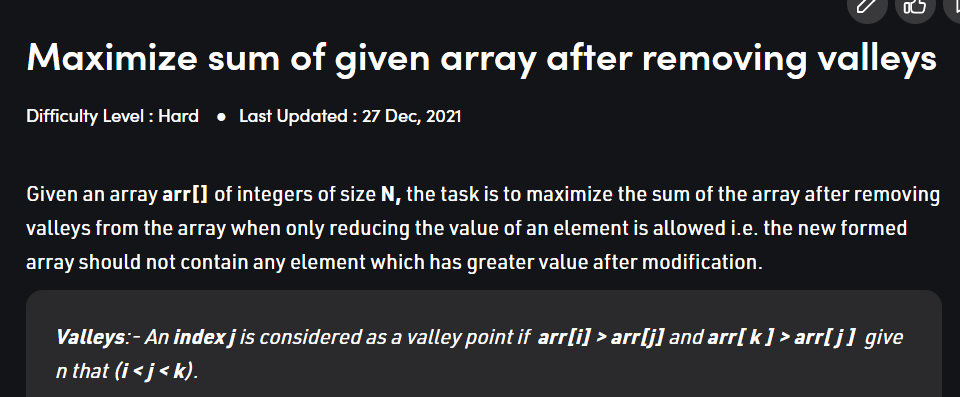 Maximize sum of given array after removing valleys
Difficulty Level : Hard ● Last Updated : 27 Dec, 2021
Given an array arr[] of integers of size N, the task is to maximize the sum of the array after removing
valleys from the array when only reducing the value of an element is allowed i.e. the new formed
array should not contain any element which has greater value after modification.
Valleys:- An index j is considered as a valley point if arr[i] > arr[j] and arr[ k ] > arr[ j ] give
n that (i < j < k).